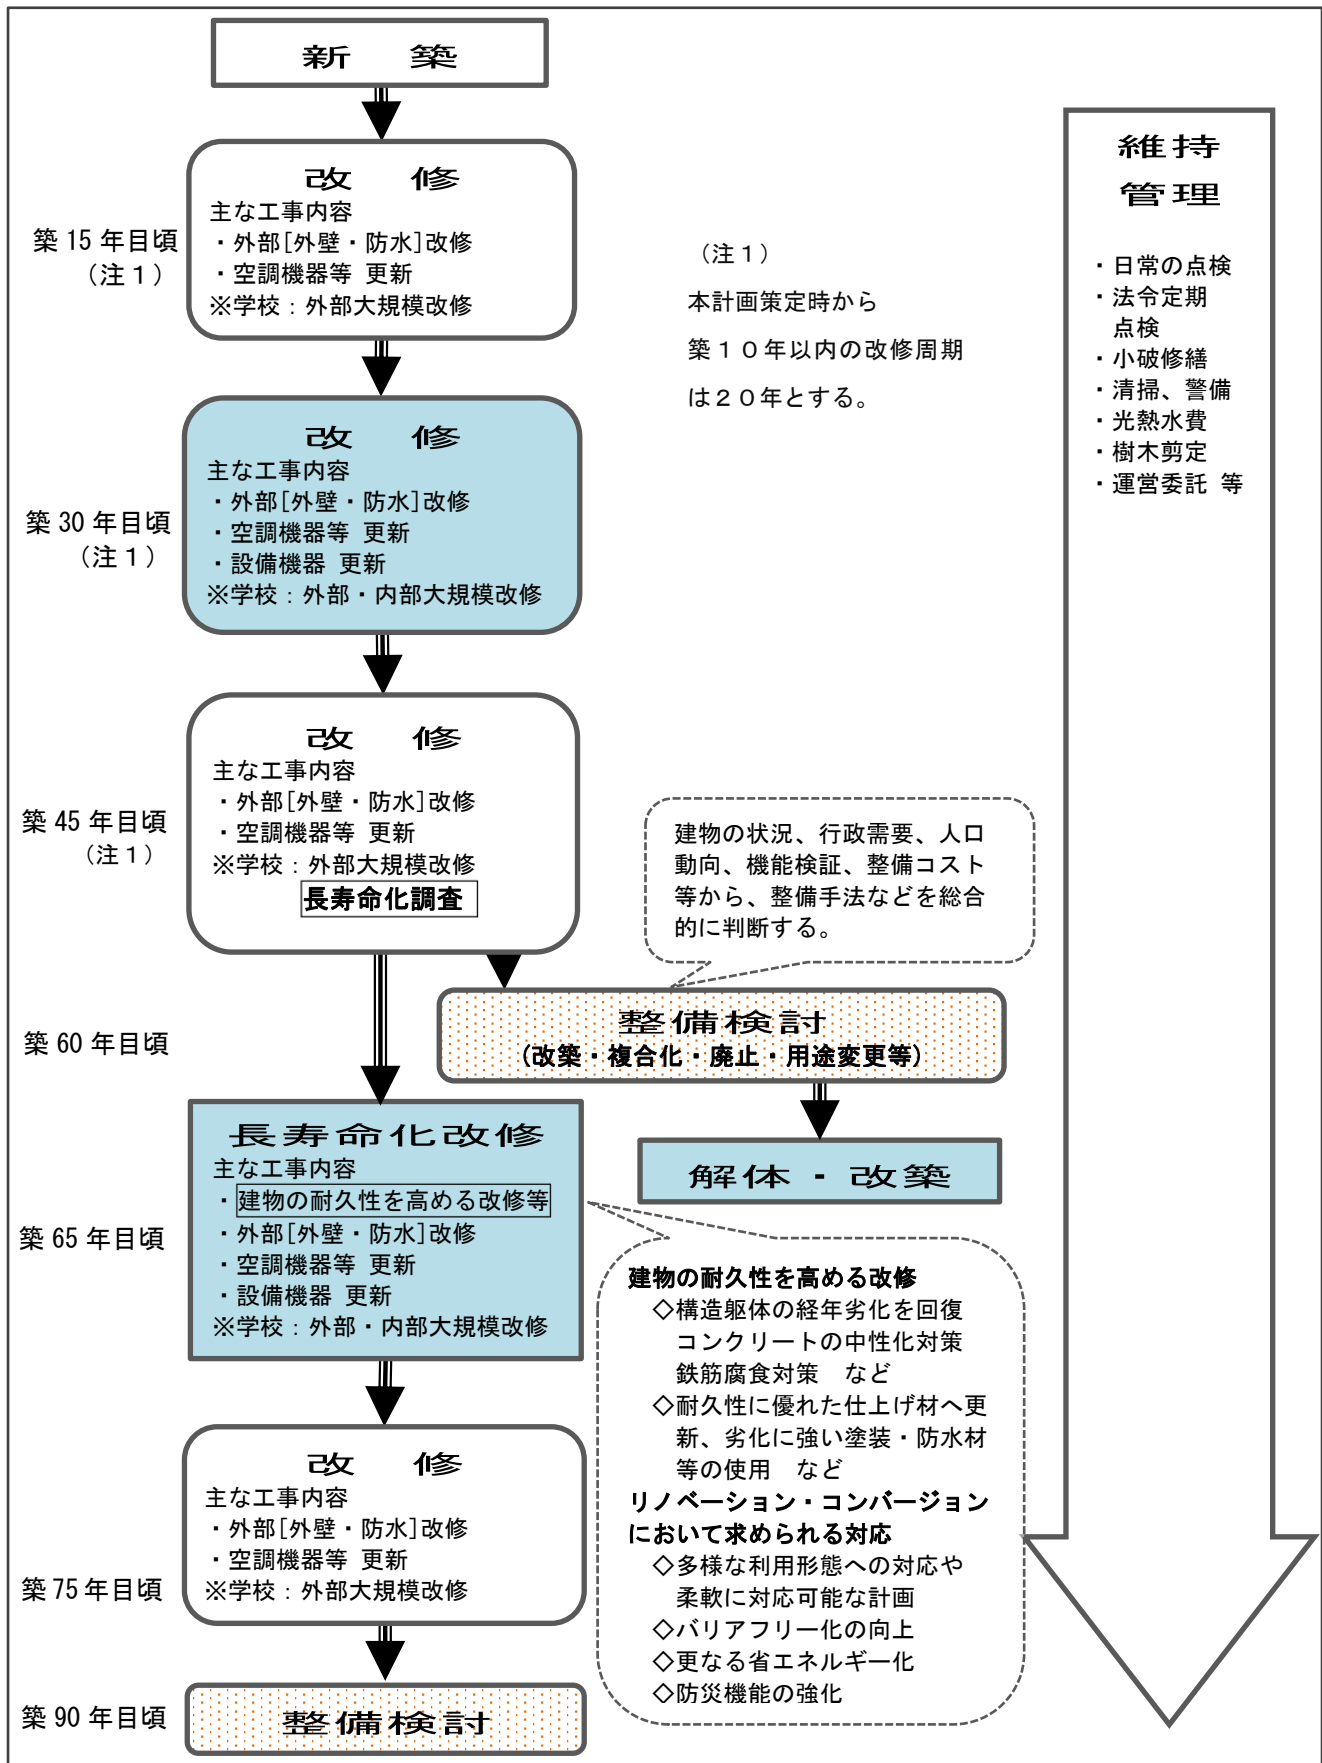 新　築
改　修
主な工事内容
・外部[外壁・防水]改修
・空調機器等 更新
※学校：外部大規模改修
築 15 年目頃
（注１）
（注１）
本計画策定時から
築１０年以内の改修周期
は２０年とする。
維持
管理
・日常の点検
・法令定期
点検
・小破修繕
・清掃、警備
・光熱水費
・樹木剪定
・運営委託 等
改　修
主な工事内容
・外部[外壁・防水]改修
・空調機器等 更新
・設備機器 更新
※学校：外部・内部大規模改修
築 30 年目頃
（注１）
改　修
主な工事内容
・外部[外壁・防水]改修
・空調機器等 更新
※学校：外部大規模改修
長寿命化調査
築 45 年目頃
（注１）
建物の状況、行政需要、人口
動向、機能検証、整備コスト
等から、整備手法などを総合
的に判断する。
築 60 年目頃
整備検討
（改築・複合化・廃止・用途変更等）
解体・改築
長寿命化改修
主な工事内容
・建物の耐久性を高める改修等
・外部[外壁・防水]改修
・空調機器等 更新
・設備機器 更新
※学校：外部・内部大規模改修
築 65 年目頃
建物の耐久性を高める改修
◇構造躯体の経年劣化を回復
コンクリートの中性化対策
鉄筋腐食対策　など
◇耐久性に優れた仕上げ材へ更
新、劣化に強い塗装・防水材
等の使用　など
リノベーション・コンバージョン
において求められる対応
◇多様な利用形態への対応や
柔軟に対応可能な計画
◇バリアフリー化の向上
◇更なる省エネルギー化
◇防災機能の強化
改　修
主な工事内容
・外部[外壁・防水]改修
・空調機器等 更新
※学校：外部大規模改修
築 75 年目頃
築 90 年目頃
整備検討